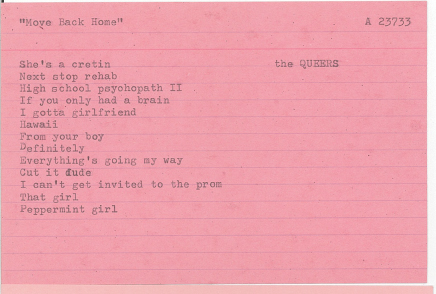 "Move Back Home" A 23733
She's a cretin the QUEERS
Next stop rehab
High school psychopath II
If you only had a brain
I gotta girlfriend
Hawaii
From your boy
Definitely
Everything's going my way
Cut it dude
I can't get invited to the prom
That girl
Peppermint girl